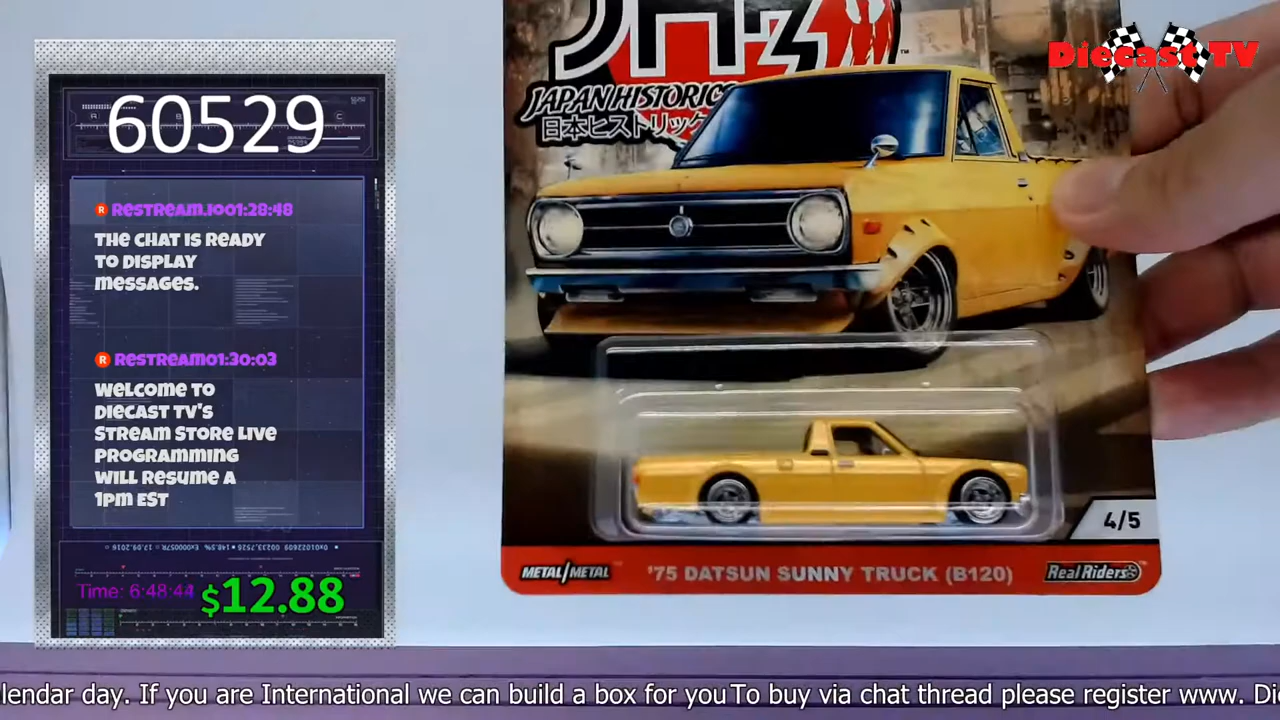 60529
Restream.io01:28:48
The chat is ready
to display
messages.
Restream01:30:03
Welcome to
Diecast TV's
Stream Store Live
programming
will resume a
1pm EST
Time: 6:48:44
$12.88
JAPAN HISTORICS
日本ヒストリック
Diecast TV
4/5
METAL/METAL
'75 DATSUN SUNNY TRUCK (B120)
Real Riders
lendar day. If you are International we can build a box for you To buy via chat thread please register www. Di